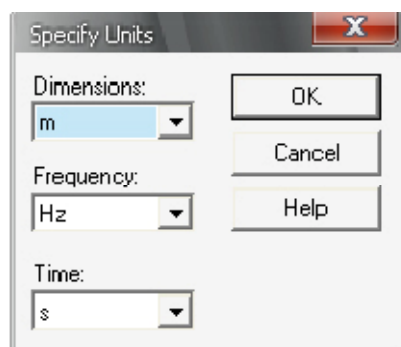 Specify Units
X
Dimensions:
m
OK
Cancel
Frequency:
Hz
Help
Time:
s